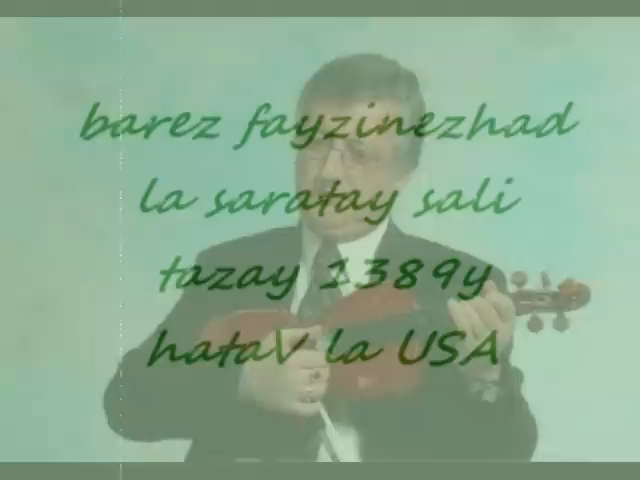 barez fayzinezhad
la saratay sali
tazay 1389y
hataV la USA